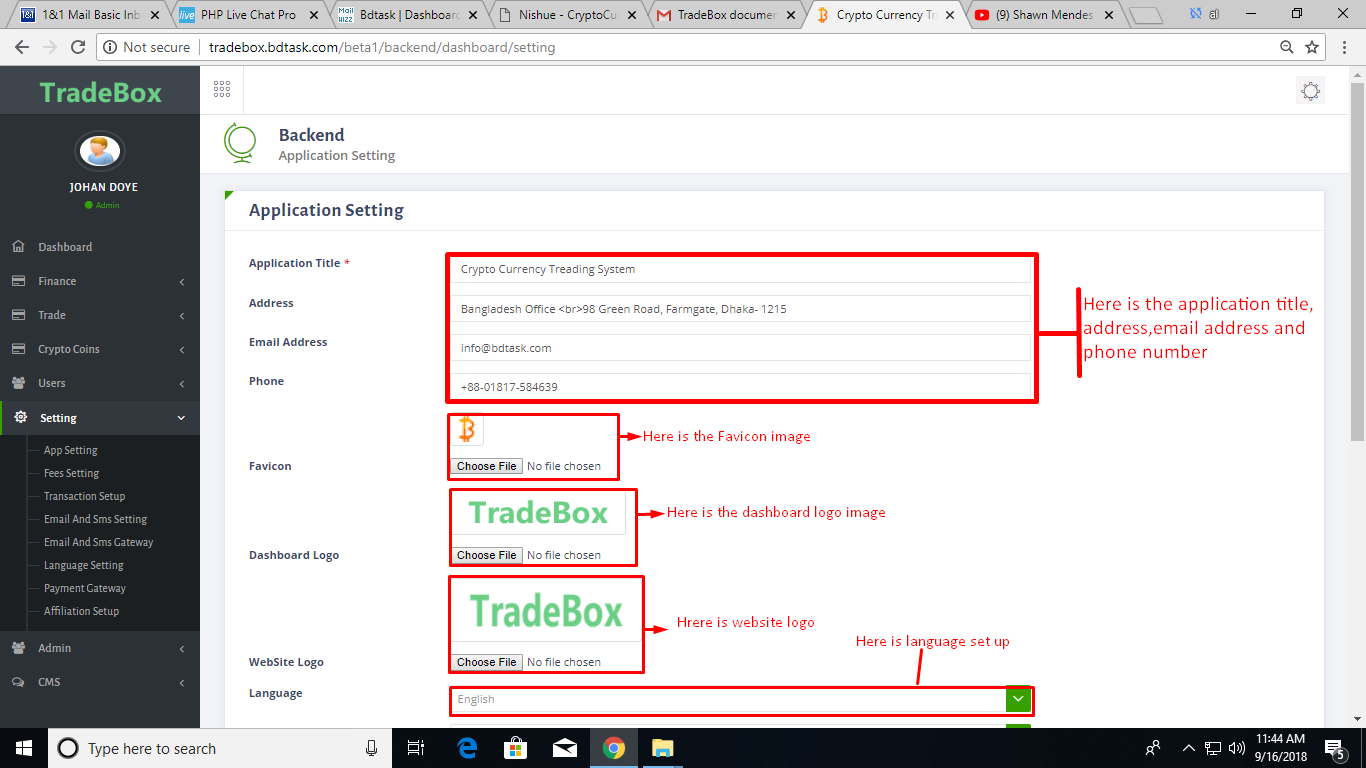 1&1 Mail Basic Inb
PHP Live Chat Pro
Bdtask | Dashboard
Nishue - CryptoCur
TradeBox documen
Crypto Currency Tr
(9) Shawn Mendes
Not secure | tradebox.bdtask.com/beta1/backend/dashboard/setting
TradeBox
JOHAN DOYE
Admin
Dashboard
Finance
Trade
Crypto Coins
Users
Setting
App Setting
Fees Setting
Transaction Setup
Email And Sms Setting
Email And Sms Gateway
Language Setting
Payment Gateway
Affiliation Setup
Admin
CMS
Backend
Application Setting
Application Setting
Application Title *
Crypto Currency Treading System
Address
Bangladesh Office <br>98 Green Road, Farmgate, Dhaka- 1215
Email Address
info@bdtask.com
Phone
+88-01817-584639
Here is the application title,
address,email address and
phone number
Favicon
Choose File No file chosen
Here is the Favicon image
TradeBox
Dashboard Logo
Choose File No file chosen
Here is the dashboard logo image
TradeBox
WebSite Logo
Choose File No file chosen
Hrere is website logo
Here is language set up
Language
English
Type here to search
11:44 AM
9/16/2018
5